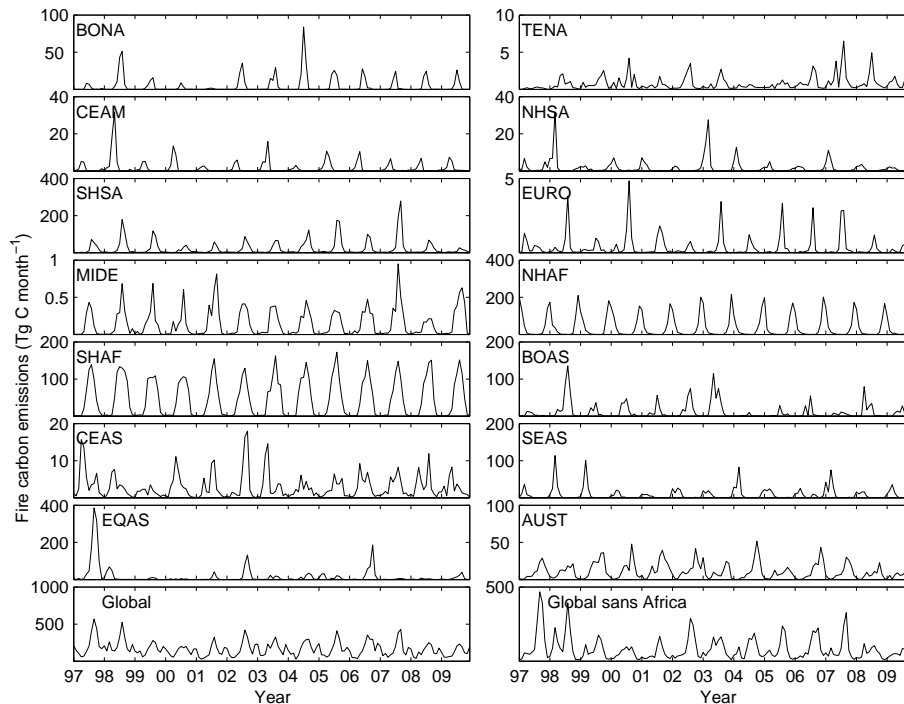 100
BONA
50
10
TENA
5
40
CEAM
20
40
NHSA
20
400
SHSA
200
5
EURO
1
MIDE
0.5
400
NHAF
200
200
SHAF
100
200
BOAS
100
20
CEAS
10
200
SEAS
100
400
EQAS
200
100
AUST
50
1000
Global
500
500
Global sans Africa
97 98 99 00 01 02 03 04 05 06 07 08 09
97 98 99 00 01 02 03 04 05 06 07 08 09
Year
Year
Fire carbon emissions (Tg C month⁻¹)